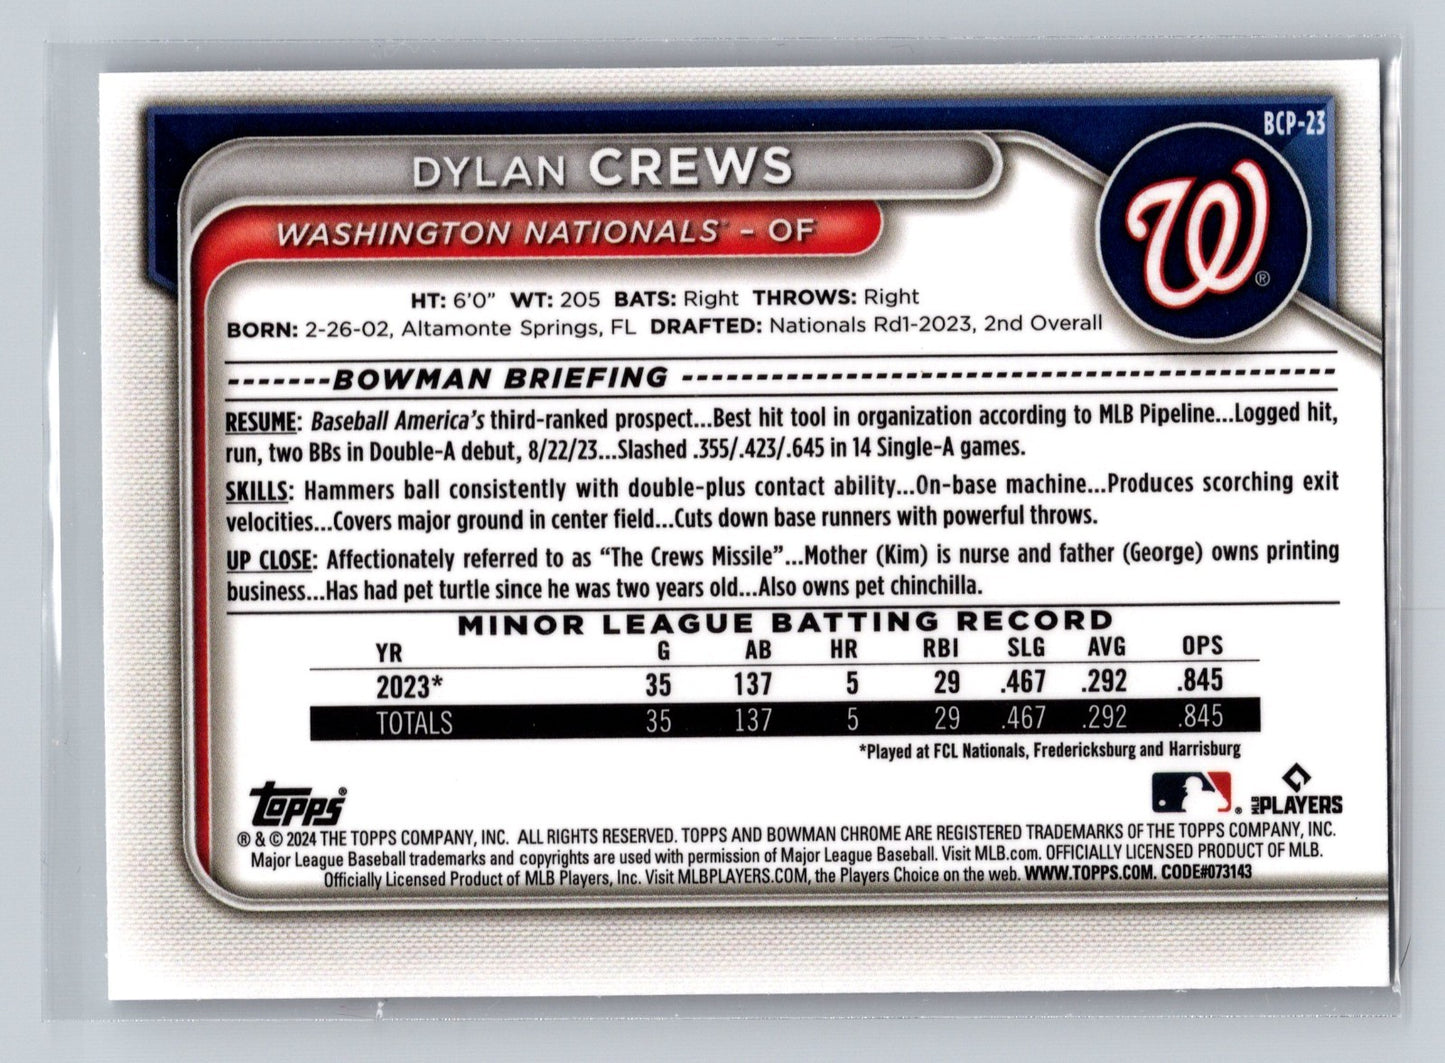 BCP-23
DYLAN CREWS
WASHINGTON NATIONALS™ - OF
W®
HT: 6'0" WT: 205 BATS: Right THROWS: Right
BORN: 2-26-02, Altamonte Springs, FL DRAFTED: Nationals Rd1-2023, 2nd Overall
-------BOWMAN BRIEFING -------
RESUME: Baseball America's third-ranked prospect...Best hit tool in organization according to MLB Pipeline...Logged hit,
run, two BBs in Double-A debut, 8/22/23...Slashed .355/.423/.645 in 14 Single-A games.
SKILLS: Hammers ball consistently with double-plus contact ability...On-base machine...Produces scorching exit
velocities...Covers major ground in center field...Cuts down base runners with powerful throws.
UP CLOSE: Affectionately referred to as “The Crews Missile”...Mother (Kim) is nurse and father (George) owns printing
business...Has had pet turtle since he was two years old...Also owns pet chinchilla.
MINOR LEAGUE BATTING RECORD
YR G AB HR RBI SLG AVG OPS
2023* 35 137 5 29 .467 .292 .845
TOTALS 35 137 5 29 .467 .292 .845
*Played at FCL Nationals, Fredericksburg and Harrisburg
Topps® ® MLB PLAYERS
® & © 2024 THE TOPPS COMPANY, INC. ALL RIGHTS RESERVED. TOPPS AND BOWMAN CHROME ARE REGISTERED TRADEMARKS OF THE TOPPS COMPANY, INC.
Major League Baseball trademarks and copyrights are used with permission of Major League Baseball. Visit MLB.com. OFFICIALLY LICENSED PRODUCT OF MLB.
Officially Licensed Product of MLB Players, Inc. Visit MLBPLAYERS.COM, the Players Choice on the web. WWW.TOPPS.COM. CODE#073143